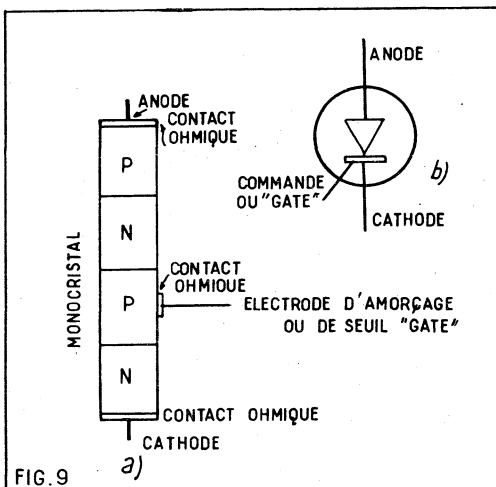 ANODE
CONTACT
OHMIQUE
P
N
P
N
MONOCRISTAL
CONTACT
OHMIQUE
ELECTRODE D'AMORÇAGE
OU DE SEUIL "GATE"
CONTACT OHMIQUE
CATHODE
a)
ANODE
COMMANDE
OU "GATE"
b)
CATHODE
FIG.9